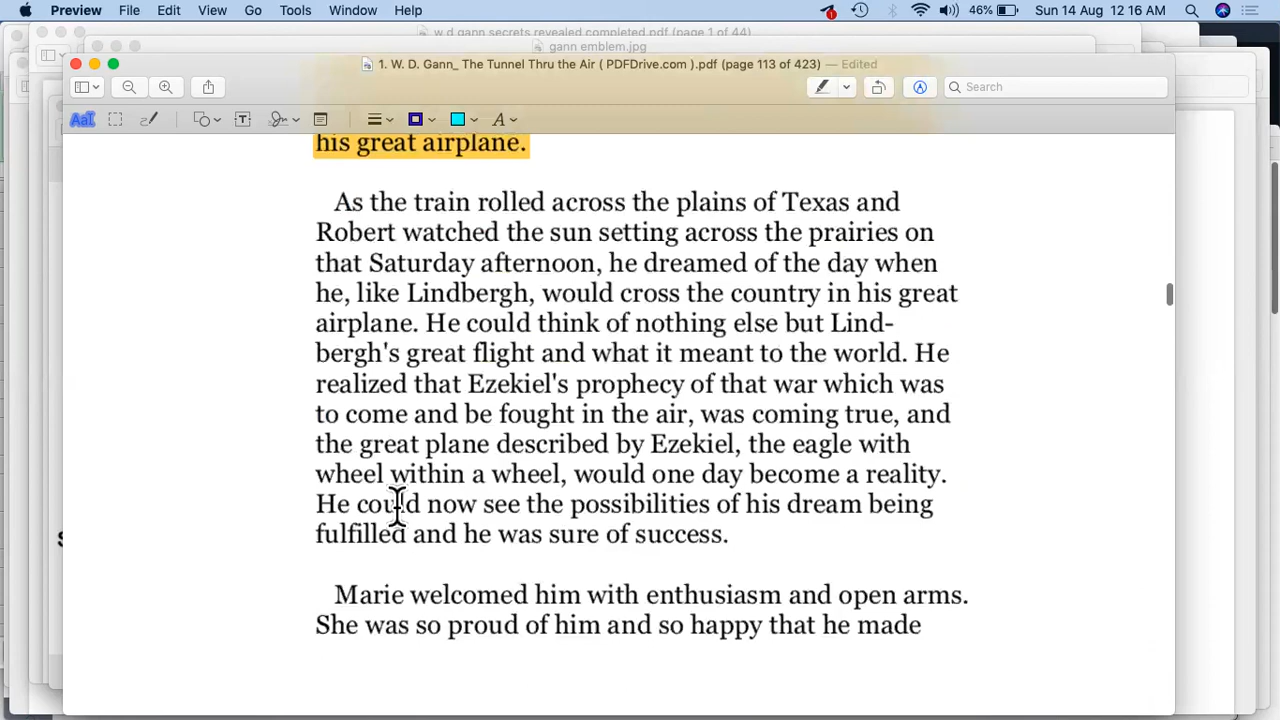 Preview File Edit View Go Tools Window Help 46% Sun 14 Aug 12 16 AM
w d gann secrets revealed completed.pdf (page 1 of 44)
gann emblem.jpg
1. W. D. Gann_ The Tunnel Thru the Air ( PDFDrive.com ).pdf (page 113 of 423) — Edited
Search
his great airplane.
As the train rolled across the plains of Texas and
Robert watched the sun setting across the prairies on
that Saturday afternoon, he dreamed of the day when
he, like Lindbergh, would cross the country in his great
airplane. He could think of nothing else but Lind-
bergh's great flight and what it meant to the world. He
realized that Ezekiel's prophecy of that war which was
to come and be fought in the air, was coming true, and
the great plane described by Ezekiel, the eagle with
wheel within a wheel, would one day become a reality.
He could now see the possibilities of his dream being
fulfilled and he was sure of success.
Marie welcomed him with enthusiasm and open arms.
She was so proud of him and so happy that he made